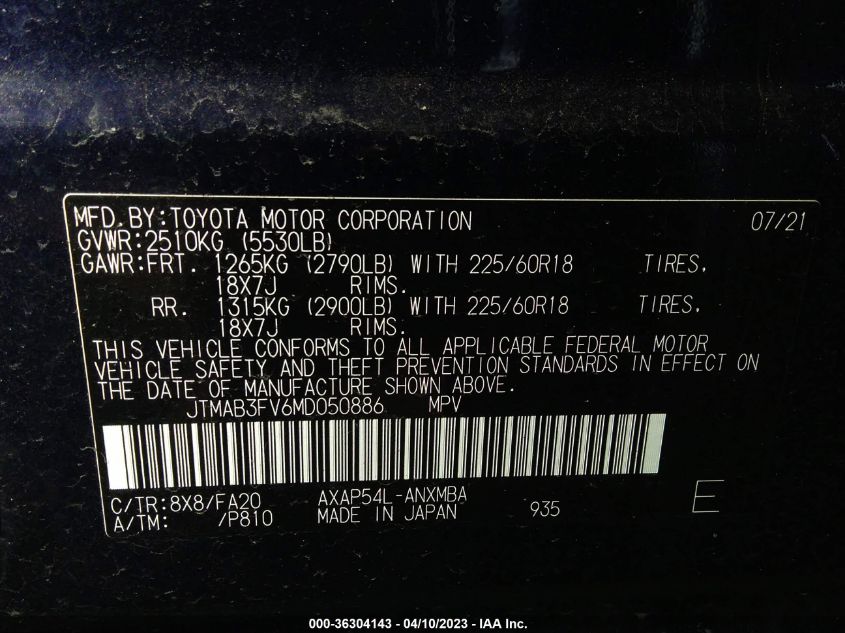 MFD.BY:TOYOTA MOTOR CORPORATION 07/21
GVWR:2510KG (5530LB)
GAWR:FRT. 1265KG (2790LB) WITH 225/60R18 TIRES,
18X7J RIMS.
RR. 1315KG (2900LB) WITH 225/60R18 TIRES,
18X7J RIMS.
THIS VEHICLE CONFORMS TO ALL APPLICABLE FEDERAL MOTOR
VEHICLE SAFETY AND THEFT PREVENTION STANDARDS IN EFFECT ON
THE DATE OF MANUFACTURE SHOWN ABOVE.
JTMAB3FV6MD050886 MPV
C/TR:8X8/FA20 AXAP54L-ANXMBA E
A/TM: /P810 MADE IN JAPAN 935
000-36304143 - 04/10/2023 - IAA Inc.